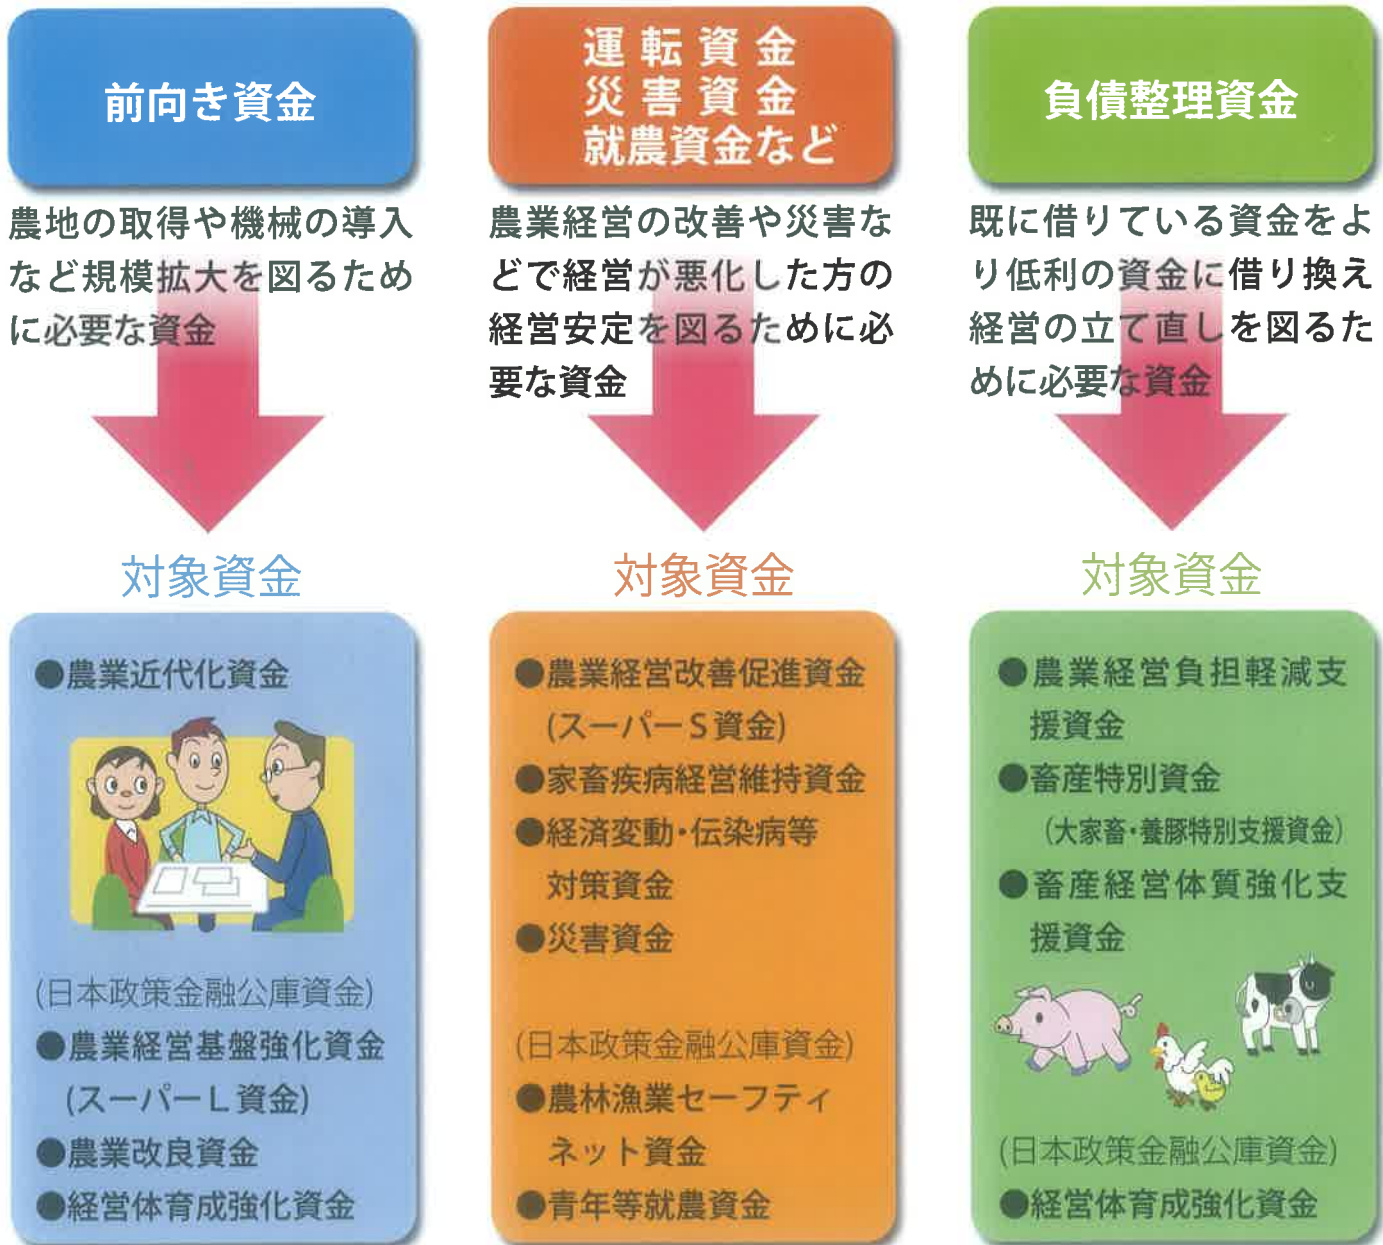 前向き資金
農地の取得や機械の導入
など規模拡大を図るため
に必要な資金
対象資金
●農業近代化資金
(日本政策金融公庫資金)
●農業経営基盤強化資金
(スーパーL資金)
●農業改良資金
●経営体育成強化資金
運転資金
災害資金
就農資金など
農業経営の改善や災害な
どで経営が悪化した方の
経営安定を図るために必
要な資金
対象資金
●農業経営改善促進資金
(スーパーS資金)
●家畜疾病経営維持資金
●経済変動・伝染病等
対策資金
●災害資金
(日本政策金融公庫資金)
●農林漁業セーフティ
ネット資金
●青年等就農資金
負債整理資金
既に借りている資金をよ
り低利の資金に借り換え
経営の立て直しを図るた
めに必要な資金
対象資金
●農業経営負担軽減支
援資金
●畜産特別資金
(大家畜・養豚特別支援資金)
●畜産経営体質強化支
援資金
(日本政策金融公庫資金)
●経営体育成強化資金